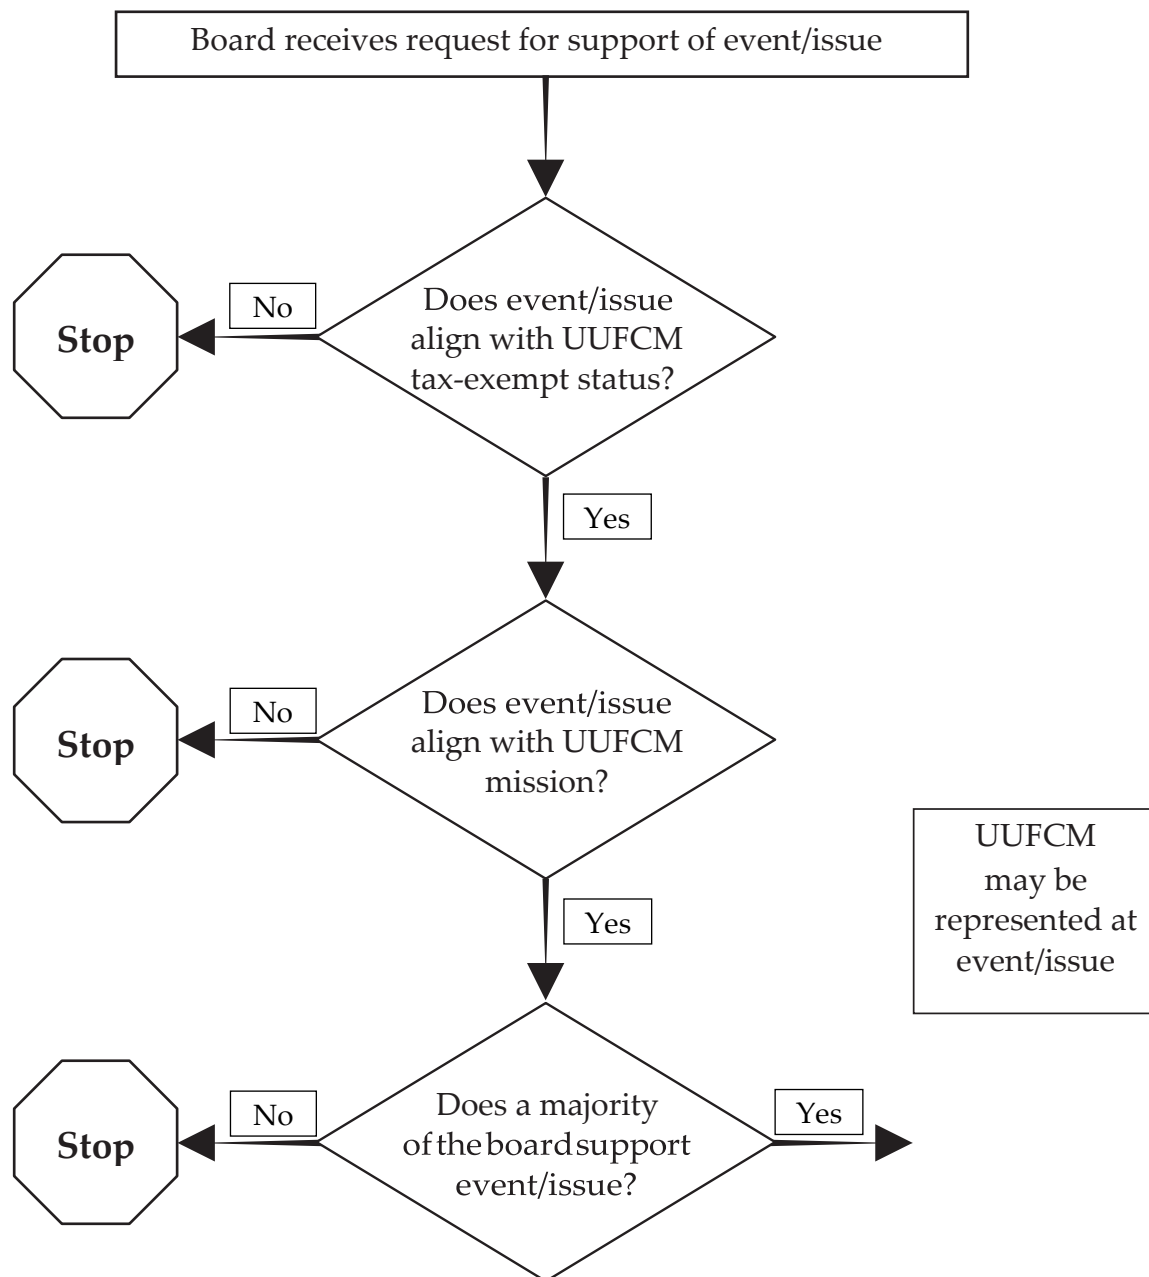 Board receives request for support of event/issue
Does event/issue
align with UUFCM
tax-exempt status?
No
Stop
Yes
Does event/issue
align with UUFCM
mission?
No
Stop
Yes
UUFCM
may be
represented at
event/issue
Does a majority
of the board support
event/issue?
No
Stop
Yes